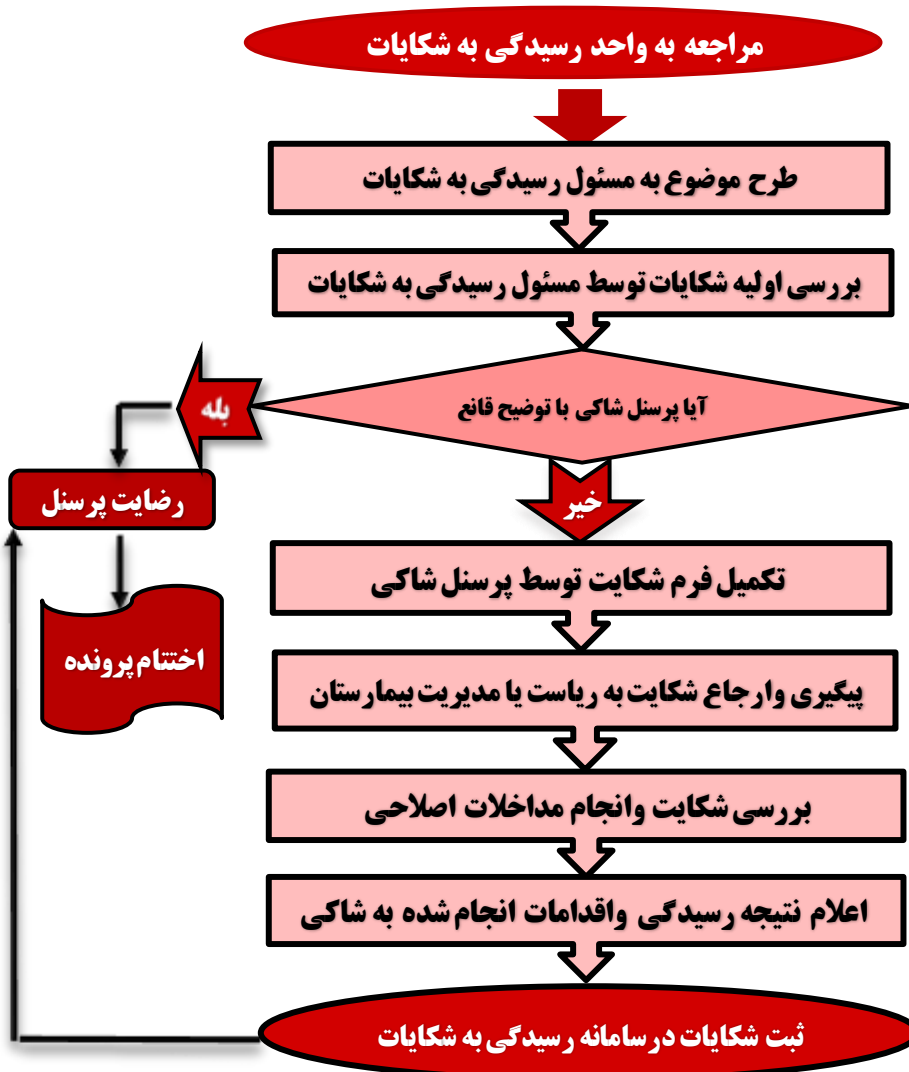 مراجعه به واحد رسیدگی به شکایات
طرح موضوع به مسئول رسیدگی به شکایات
بررسی اولیه شکایات توسط مسئول رسیدگی به شکایات
آیا پرسنل شاکی با توضیح قانع
بله
رضایت پرسنل
اختتام پرونده
خیر
تکمیل فرم شکایت توسط پرسنل شاکی
پیگیری وارجاع شکایت به ریاست یا مدیریت بیمارستان
بررسی شکایت وانجام مداخلات اصلاحی
اعلام نتیجه رسیدگی واقدامات انجام شده به شاکی
ثبت شکایات در سامانه رسیدگی به شکایات